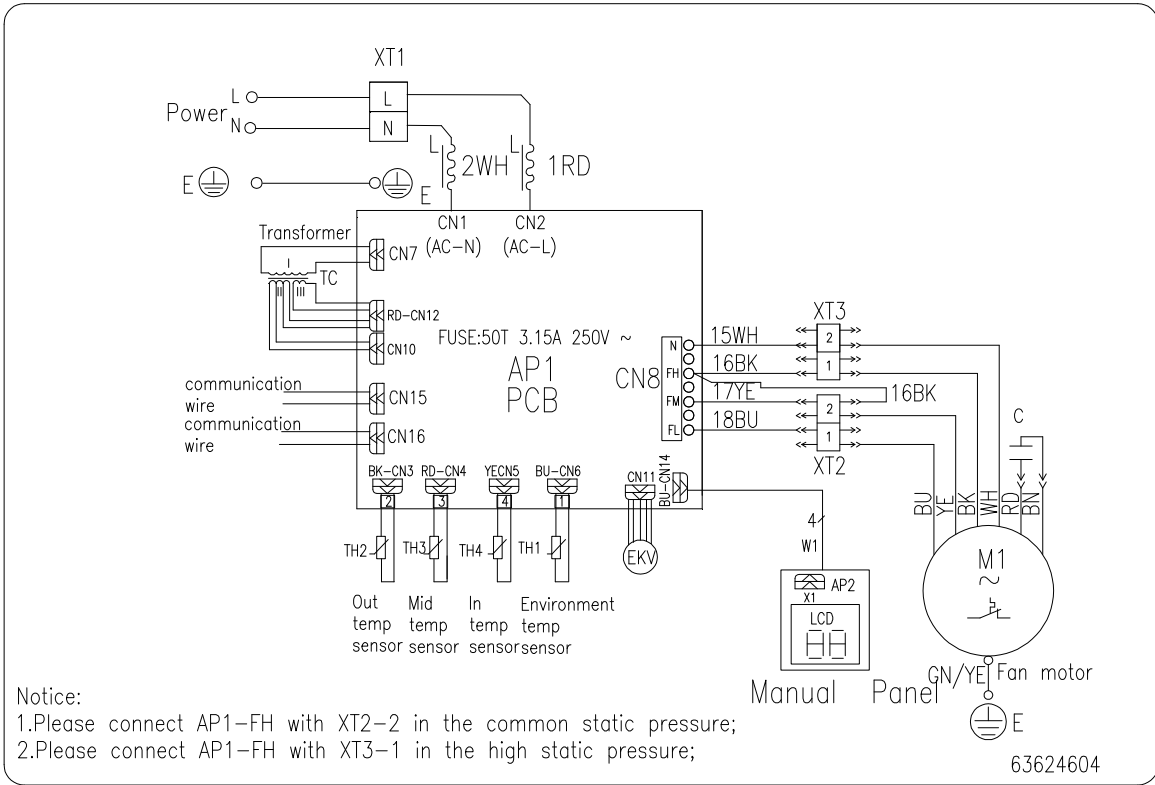 XT1
Power
L
L
N
N
L
L
2WH
1RD
E
E
CN1
CN2
(AC-N)
(AC-L)
Transformer
I
TC
II
III
CN7
RD-CN12
CN10
FUSE:50T 3.15A 250V ~
AP1
PCB
communication
wire
CN15
communication
wire
CN16
CN8
N
FH
FM
FL
15WH
16BK
17YE
18BU
16BK
XT3
2
1
2
1
XT2
C
BK-CN3
RD-CN4
YECN5
BU-CN6
CN11
BU-CN14
2
3
4
1
TH2
TH3
TH4
TH1
EKV
4
W1
Out
temp
sensor
Mid
temp
sensor
In
temp
sensor
Environment
temp
sensor
AP2
X1
LCD
88
Manual Panel
BU
YE
BK
WH
RD
BN
M1
~
GN/YE
Fan motor
E
Notice:
1.Please connect AP1-FH with XT2-2 in the common static pressure;
2.Please connect AP1-FH with XT3-1 in the high static pressure;
63624604